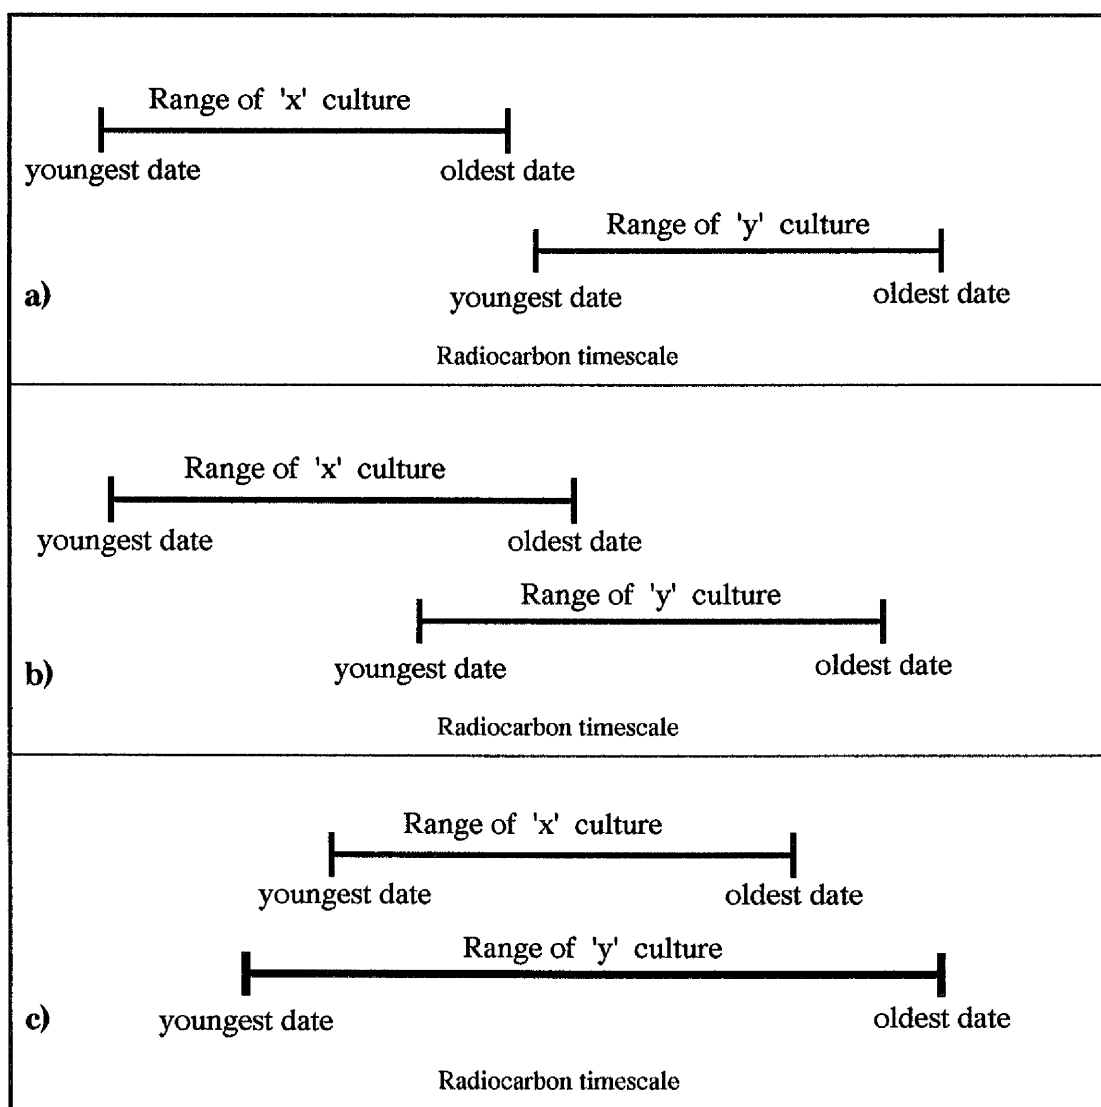 Range of 'x' culture
youngest date
oldest date
Range of 'y' culture
youngest date
oldest date
a)
Radiocarbon timescale
Range of 'x' culture
youngest date
oldest date
Range of 'y' culture
youngest date
oldest date
b)
Radiocarbon timescale
Range of 'x' culture
youngest date
oldest date
Range of 'y' culture
youngest date
oldest date
c)
Radiocarbon timescale